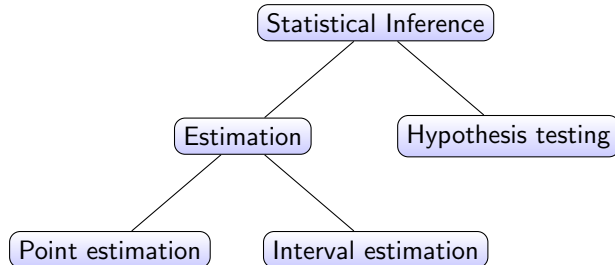 Statistical Inference
Estimation
Hypothesis testing
Point estimation
Interval estimation